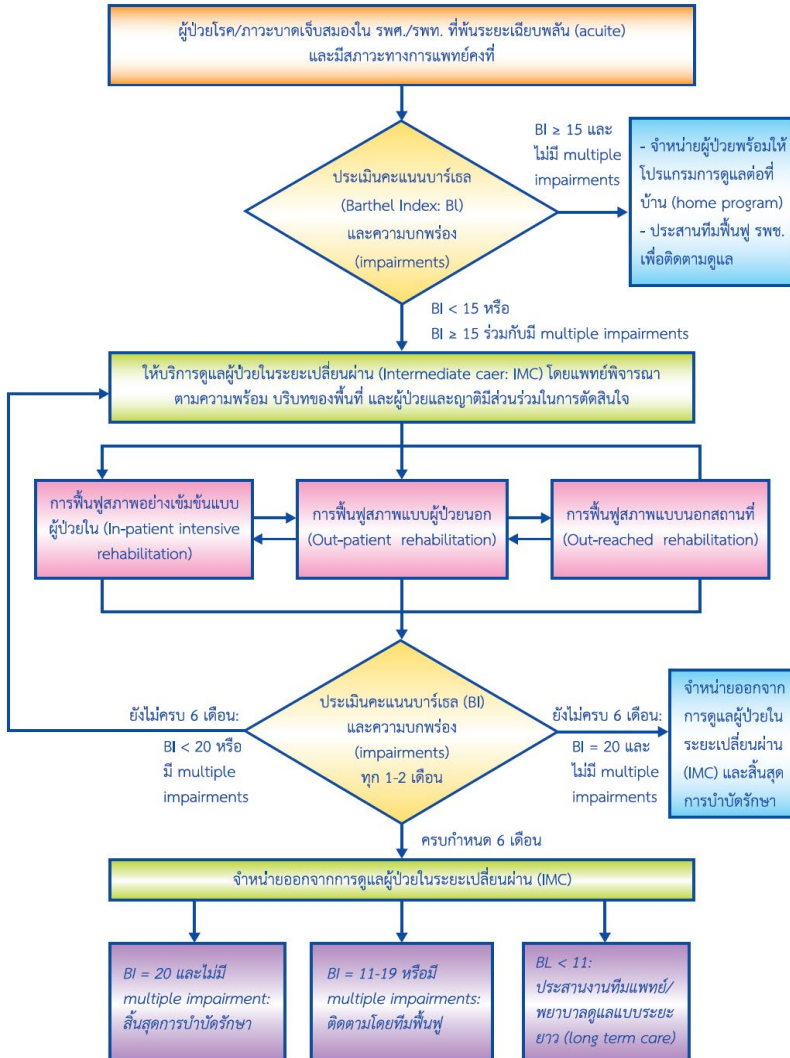 ผู้ป่วยโรค/ภาวะบาดเจ็บสมองใน รพศ./รพท. ที่พ้นระยะเฉียบพลัน (acuite)
และมีสภาวะทางการแพทย์คงที่
ประเมินคะแนนบาร์เธล
(Barthel Index: Bl)
และความบกพร่อง
(impairments)
BI ≥ 15 และ
ไม่มี multiple
impairments
- จำหน่ายผู้ป่วยพร้อมให้
โปรแกรมการดูแลต่อที่
บ้าน (home program)
- ประสานทีมฟื้นฟู รพช.
เพื่อติดตามดูแล
BI < 15 หรือ
BI ≥ 15 ร่วมกับมี multiple impairments
ให้บริการดูแลผู้ป่วยในระยะเปลี่ยนผ่าน (Intermediate caer: IMC) โดยแพทย์พิจารณา
ตามความพร้อม บริบทของพื้นที่ และผู้ป่วยและญาติมีส่วนร่วมในการตัดสินใจ
การฟื้นฟูสภาพอย่างเข้มข้นแบบ
ผู้ป่วยใน (In-patient intensive
rehabilitation)
การฟื้นฟูสภาพแบบผู้ป่วยนอก
(Out-patient rehabilitation)
การฟื้นฟูสภาพแบบนอกสถานที่
(Out-reached rehabilitation)
ประเมินคะแนนบาร์เธล (BI)
และความบกพร่อง
(impairments)
ทุก 1-2 เดือน
ยังไม่ครบ 6 เดือน:
BI < 20 หรือ
มี multiple
impairments
ยังไม่ครบ 6 เดือน:
BI = 20 และ
ไม่มี multiple
impairments
จำหน่ายออกจาก
การดูแลผู้ป่วยใน
ระยะเปลี่ยนผ่าน
(IMC) และสิ้นสุด
การบำบัดรักษา
ครบกำหนด 6 เดือน
จำหน่ายออกจากการดูแลผู้ป่วยในระยะเปลี่ยนผ่าน (IMC)
BI = 20 และไม่มี
multiple impairment:
สิ้นสุดการบำบัดรักษา
BI = 11-19 หรือมี
multiple impairments:
ติดตามโดยทีมฟื้นฟู
BL < 11:
ประสานงานทีมแพทย์/
พยาบาลดูแลแบบระยะ
ยาว (long term care)